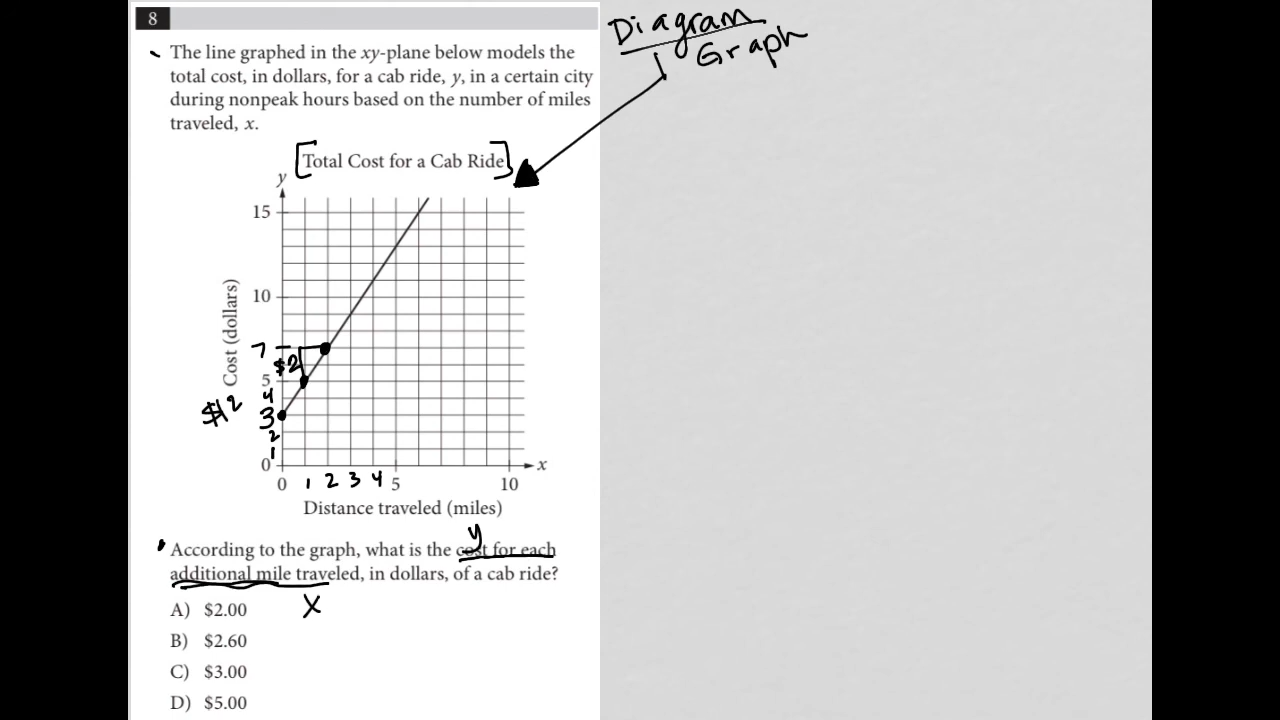 8
Diagram
Graph
The line graphed in the xy-plane below models the
total cost, in dollars, for a cab ride, y, in a certain city
during nonpeak hours based on the number of miles
traveled, x.
[Total Cost for a Cab Ride]
y
15
10
Cost (dollars)
7
$2
5
4
$12
3
2
1
0
x
0 1 2 3 4 5 10
Distance traveled (miles)
y
According to the graph, what is the cost for each
additional mile traveled, in dollars, of a cab ride?
x
A) $2.00
B) $2.60
C) $3.00
D) $5.00